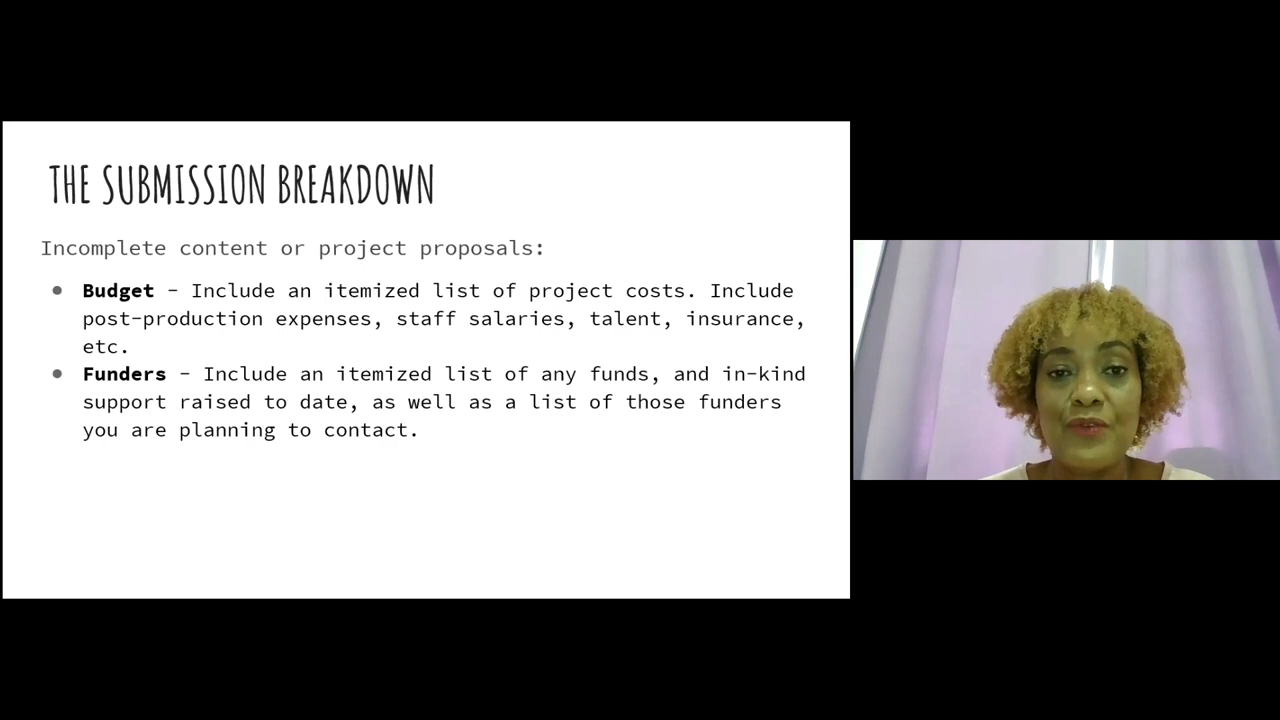 THE SUBMISSION BREAKDOWN
Incomplete content or project proposals:
● Budget - Include an itemized list of project costs. Include
post-production expenses, staff salaries, talent, insurance,
etc.
● Funders - Include an itemized list of any funds, and in-kind
support raised to date, as well as a list of those funders
you are planning to contact.